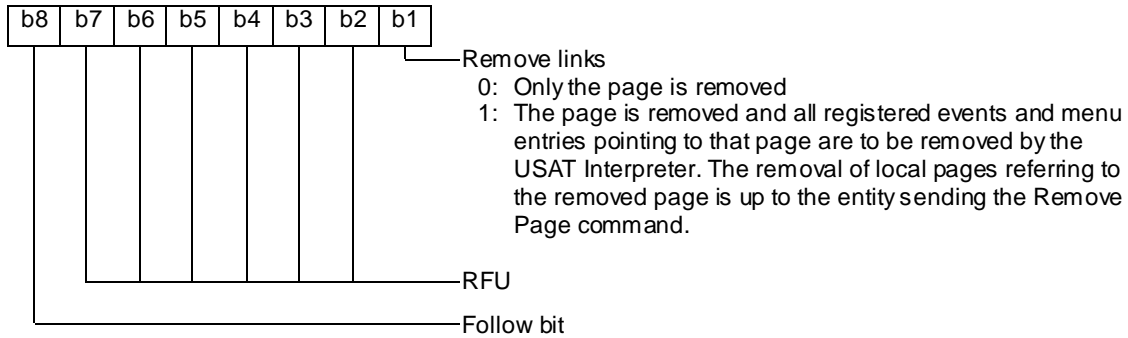 b8 b7 b6 b5 b4 b3 b2 b1
Remove links
0: Only the page is removed
1: The page is removed and all registered events and menu
entries pointing to that page are to be removed by the
USAT Interpreter. The removal of local pages referring to
the removed page is up to the entity sending the Remove
Page command.
RFU
Follow bit